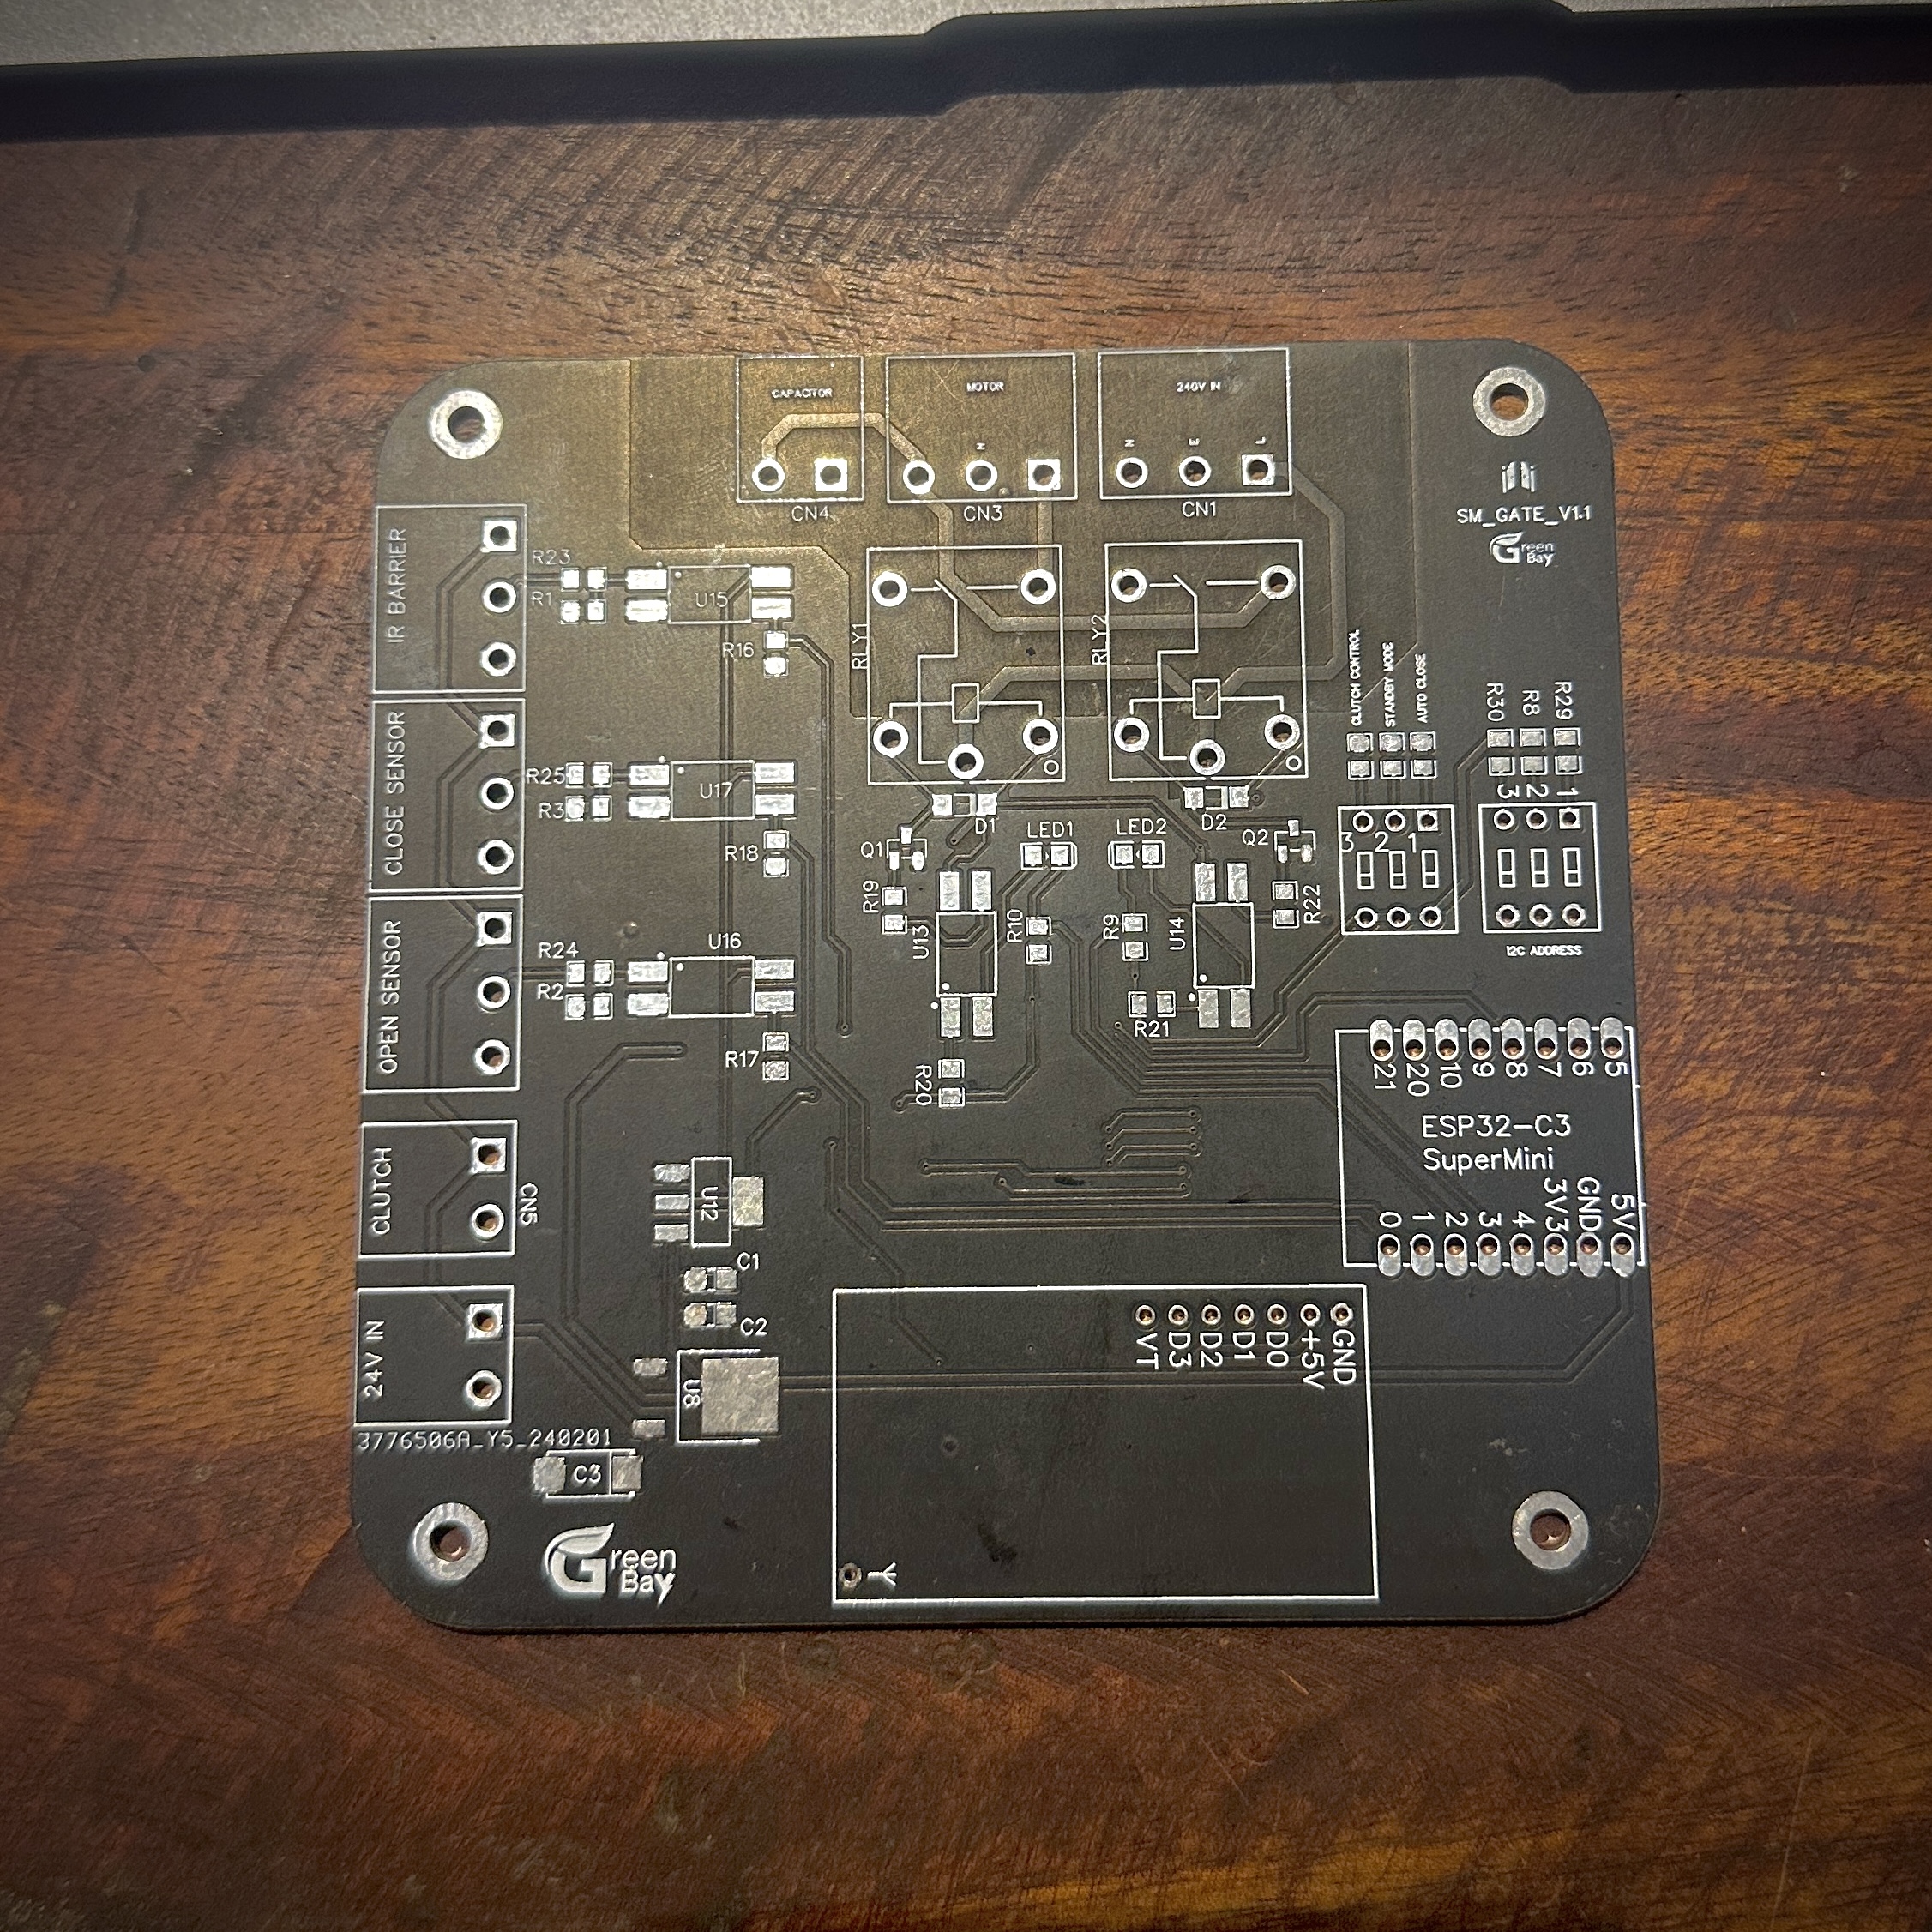 CAPACITOR
MOTOR
240V IN
N
N
E
L
CN4
CN3
CN1
SM_GATE_V1.1
Green
Bay
IR BARRIER
R23
R1
U15
R16
RLY1
RLY2
CLUTCH CONTROL
STANDBY MODE
AUTO CLOSE
R30
R8
R29
3
2
1
CLOSE SENSOR
R25
R3
U17
R18
D1
D2
Q1
LED1
LED2
Q2
3 2 1
R19
U13
R10
R9
U14
R22
I2C ADDRESS
OPEN SENSOR
R24
R2
U16
R17
R20
R21
21
20
10
9
8
7
6
5
ESP32-C3
SuperMini
0
1
2
3
4
3V3
GND
5V
CLUTCH
CN5
U12
C1
C2
24V IN
U8
VT
D3
D2
D1
D0
+5V
GND
3776506A_Y5_240201
C3
Green
Bay
Y